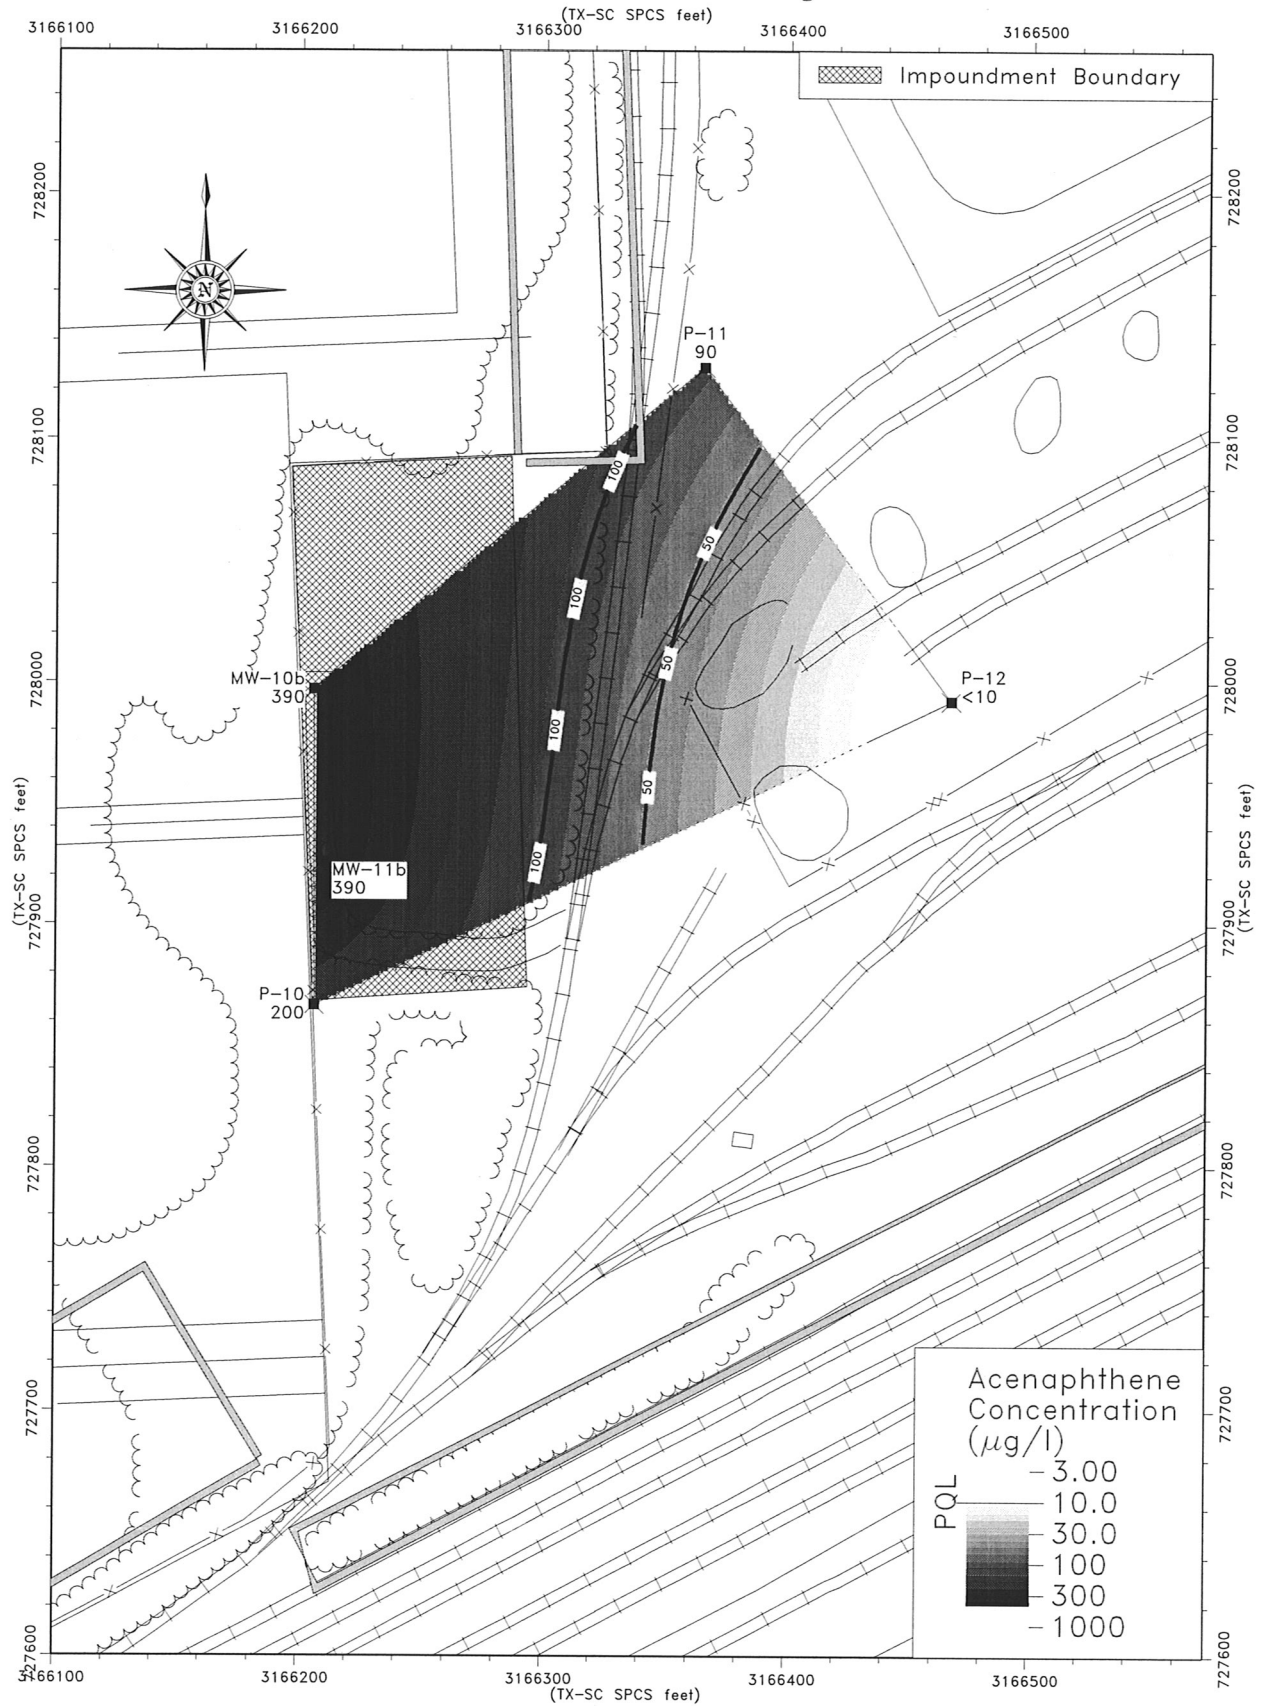 (TX-SC SPCS feet)
3166100 3166200 3166300 3166400 3166500
Impoundment Boundary
728200
728200
N
P-11
90
728100
728100
100
50
100
MW-10b
390
728000
50
P-12
<10
728000
100
50
(TX-SC SPCS feet)
(TX-SC SPCS feet)
100
MW-11b
390
727900
727900
P-10
200
727800
727800
727700
727700
Acenaphthene
Concentration
(μg/l)
3.00
PQL
10.0
30.0
100
300
1000
727600
727600
3166100 3166200 3166300 3166400 3166500
(TX-SC SPCS feet)